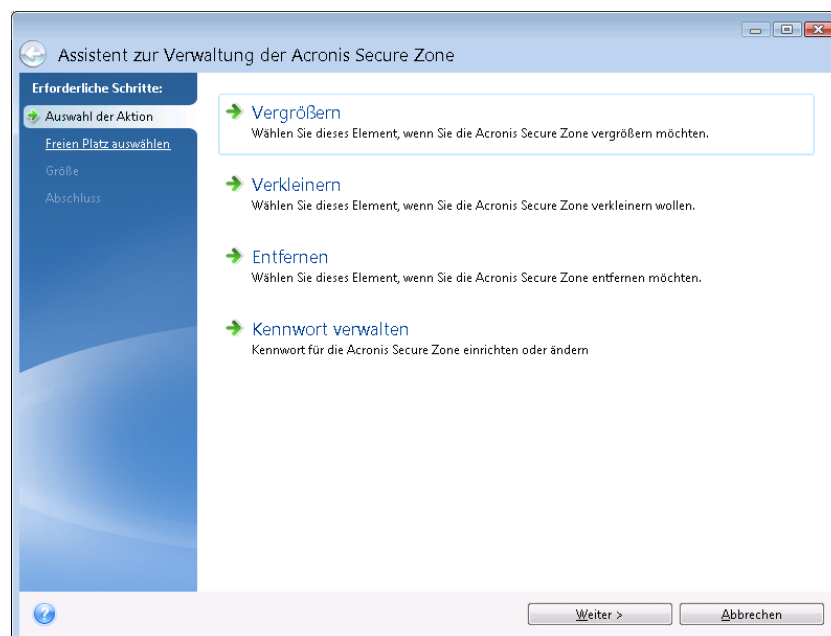 Assistent zur Verwaltung der Acronis Secure Zone
Erforderliche Schritte:
Auswahl der Aktion
Freien Platz auswählen
Größe
Abschluss
Vergrößern
Wählen Sie dieses Element, wenn Sie die Acronis Secure Zone vergrößern möchten.
Verkleinern
Wählen Sie dieses Element, wenn Sie die Acronis Secure Zone verkleinern wollen.
Entfernen
Wählen Sie dieses Element, wenn Sie die Acronis Secure Zone entfernen möchten.
Kennwort verwalten
Kennwort für die Acronis Secure Zone einrichten oder ändern
?
Weiter >
Abbrechen